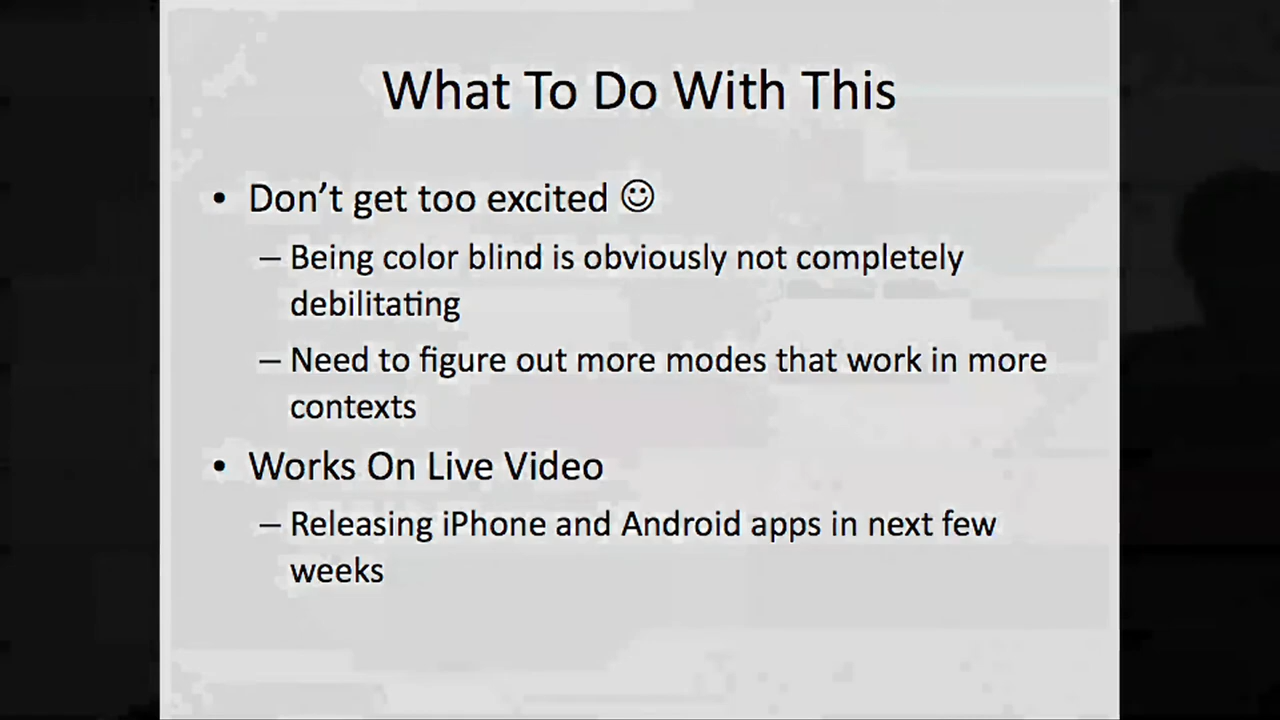 What To Do With This
• Don’t get too excited ☺
– Being color blind is obviously not completely
debilitating
– Need to figure out more modes that work in more
contexts
• Works On Live Video
– Releasing iPhone and Android apps in next few
weeks